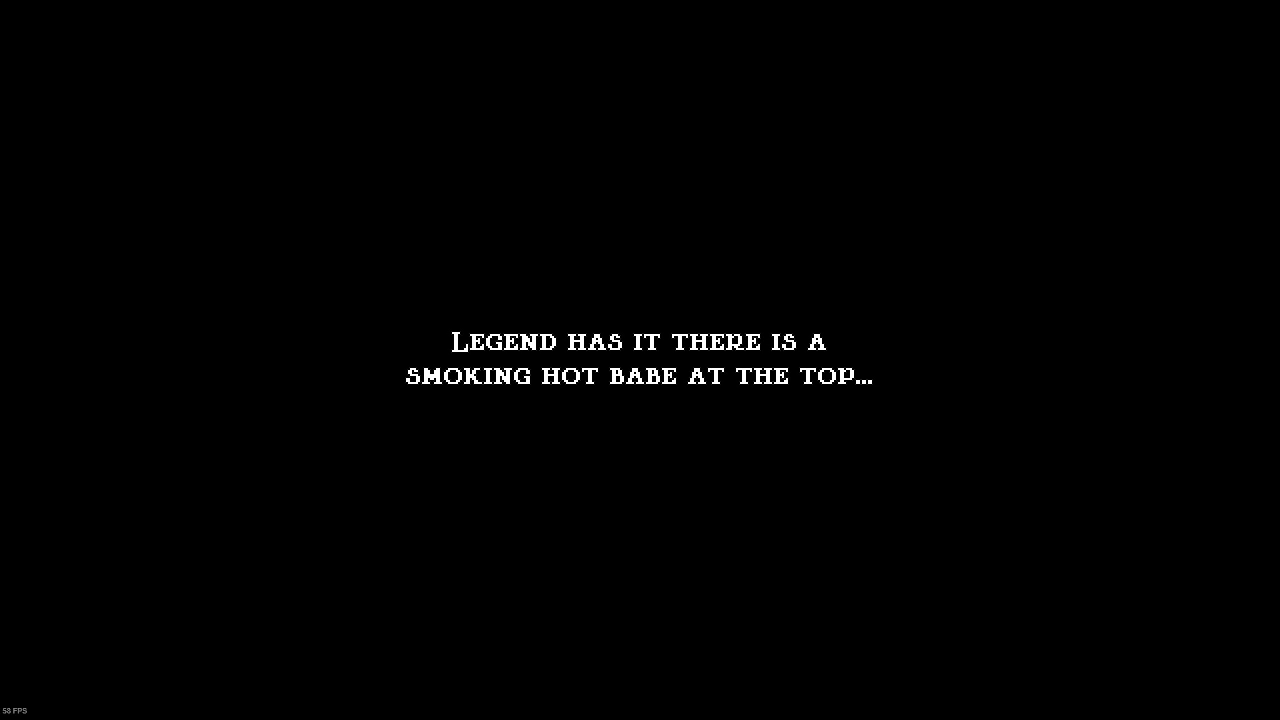 Legend has it there is a
smoking hot babe at the top...
58 FPS